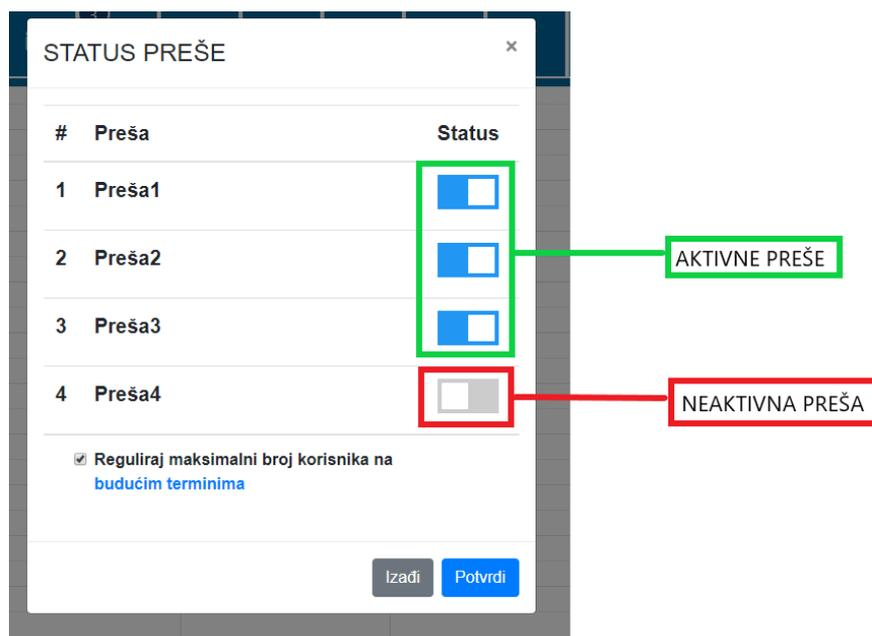 STATUS PREŠE ×
# Preša Status
1 Preša1
2 Preša2
AKTIVNE PREŠE
3 Preša3
4 Preša4
NEAKTIVNA PREŠA
Reguliraj maksimalni broj korisnika na
budućim terminima
Izađi Potvrdi